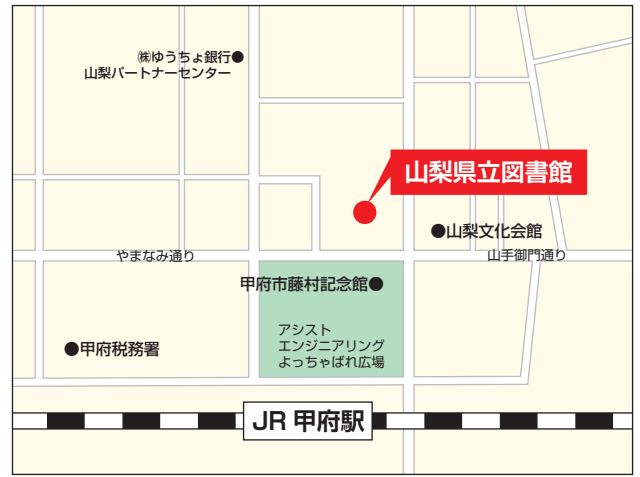 ㈱ゆうちょ銀行●
山梨パートナーセンター
山梨県立図書館
●山梨文化会館
やまなみ通り
山手御門通り
甲府市藤村記念館●
アシスト
エンジニアリング
よっちゃばれ広場
●甲府税務署
JR 甲府駅